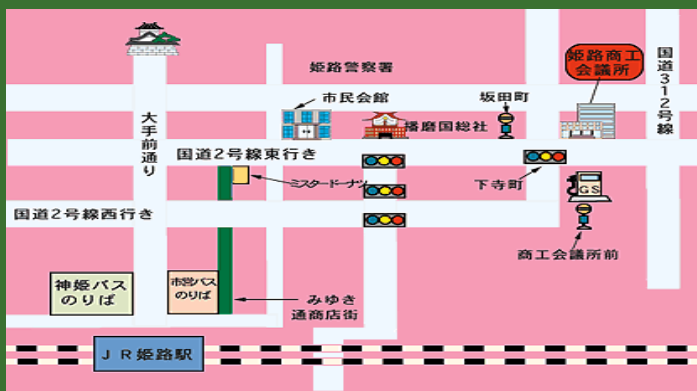 姫路商工
会議所
国道312号線
姫路警察署
市民会館
坂田町
大手前通り
播磨国総社
国道2号線東行き
ミスタードーナツ
下寺町
GS
国道2号線西行き
商工会議所前
神姫バス
のりば
市営バス
のりば
みゆき
通商店街
JR姫路駅